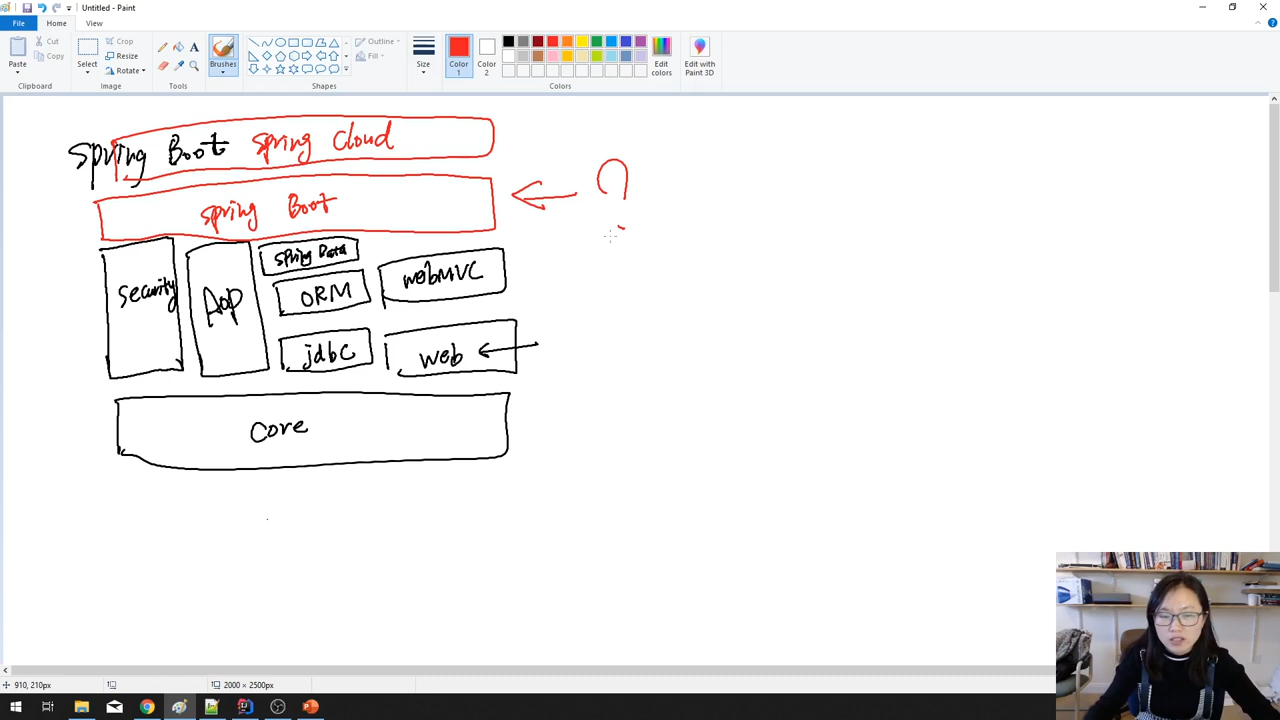 Untitled - Paint
File Home View
Paste
Cut
Copy
Clipboard
Select
Crop
Resize
Rotate
Image
Tools
Brushes
Shapes
Outline
Fill
Size
Color 1
Color 2
Edit colors
Colors
Edit with Paint 3D
Spring Boot Spring Cloud
Spring Boot
?
Security
AOP
Spring Data
ORM
jdbc
WebMVC
web
Core
910, 210px
2000 × 2500px